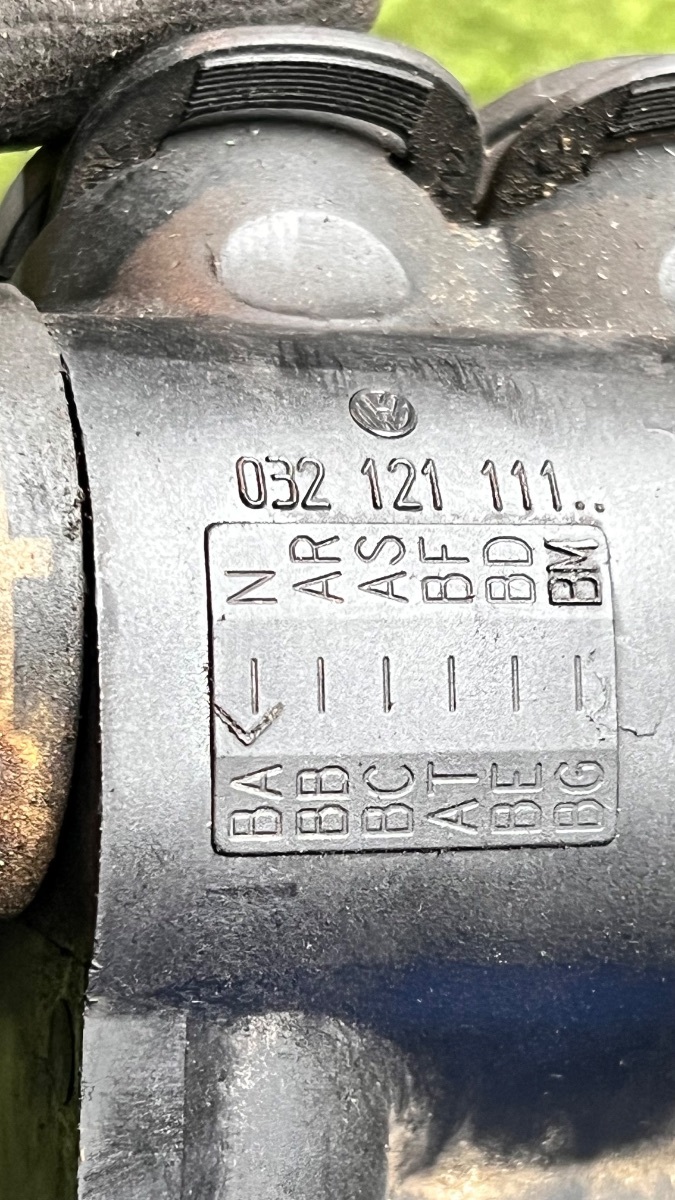 032 121 111..
N — BA
AR — BB
AS — BC
BF — AT
BD — BE
BM — BG